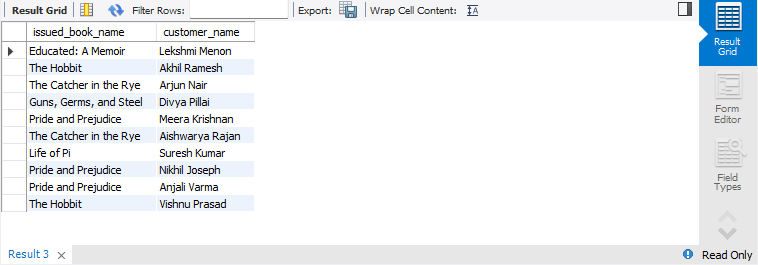 Result Grid Filter Rows: Export: Wrap Cell Content:
issued_book_name customer_name
Educated: A Memoir Lekshmi Menon
The Hobbit Akhil Ramesh
The Catcher in the Rye Arjun Nair
Guns, Germs, and Steel Divya Pillai
Pride and Prejudice Meera Krishnan
The Catcher in the Rye Aishwarya Rajan
Life of Pi Suresh Kumar
Pride and Prejudice Nikhil Joseph
Pride and Prejudice Anjali Varma
The Hobbit Vishnu Prasad
Result
Grid
Form
Editor
Field
Types
Result 3 Read Only